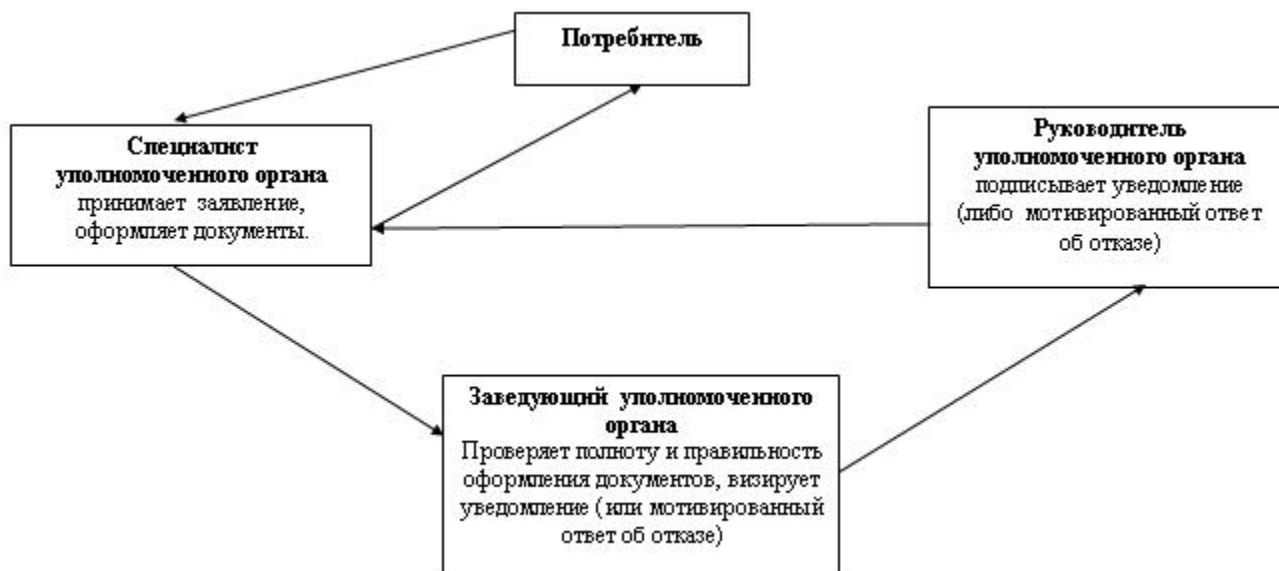 Потребитель
Специалист
уполномоченного органа
принимает заявление,
оформляет документы.
Руководитель
уполномоченного органа
подписывает уведомление
(либо мотивированный ответ
об отказе)
Заведующий уполномоченного
органа
Проверяет полноту и правильность
оформления документов, визирует
уведомление (или мотивированный
ответ об отказе)